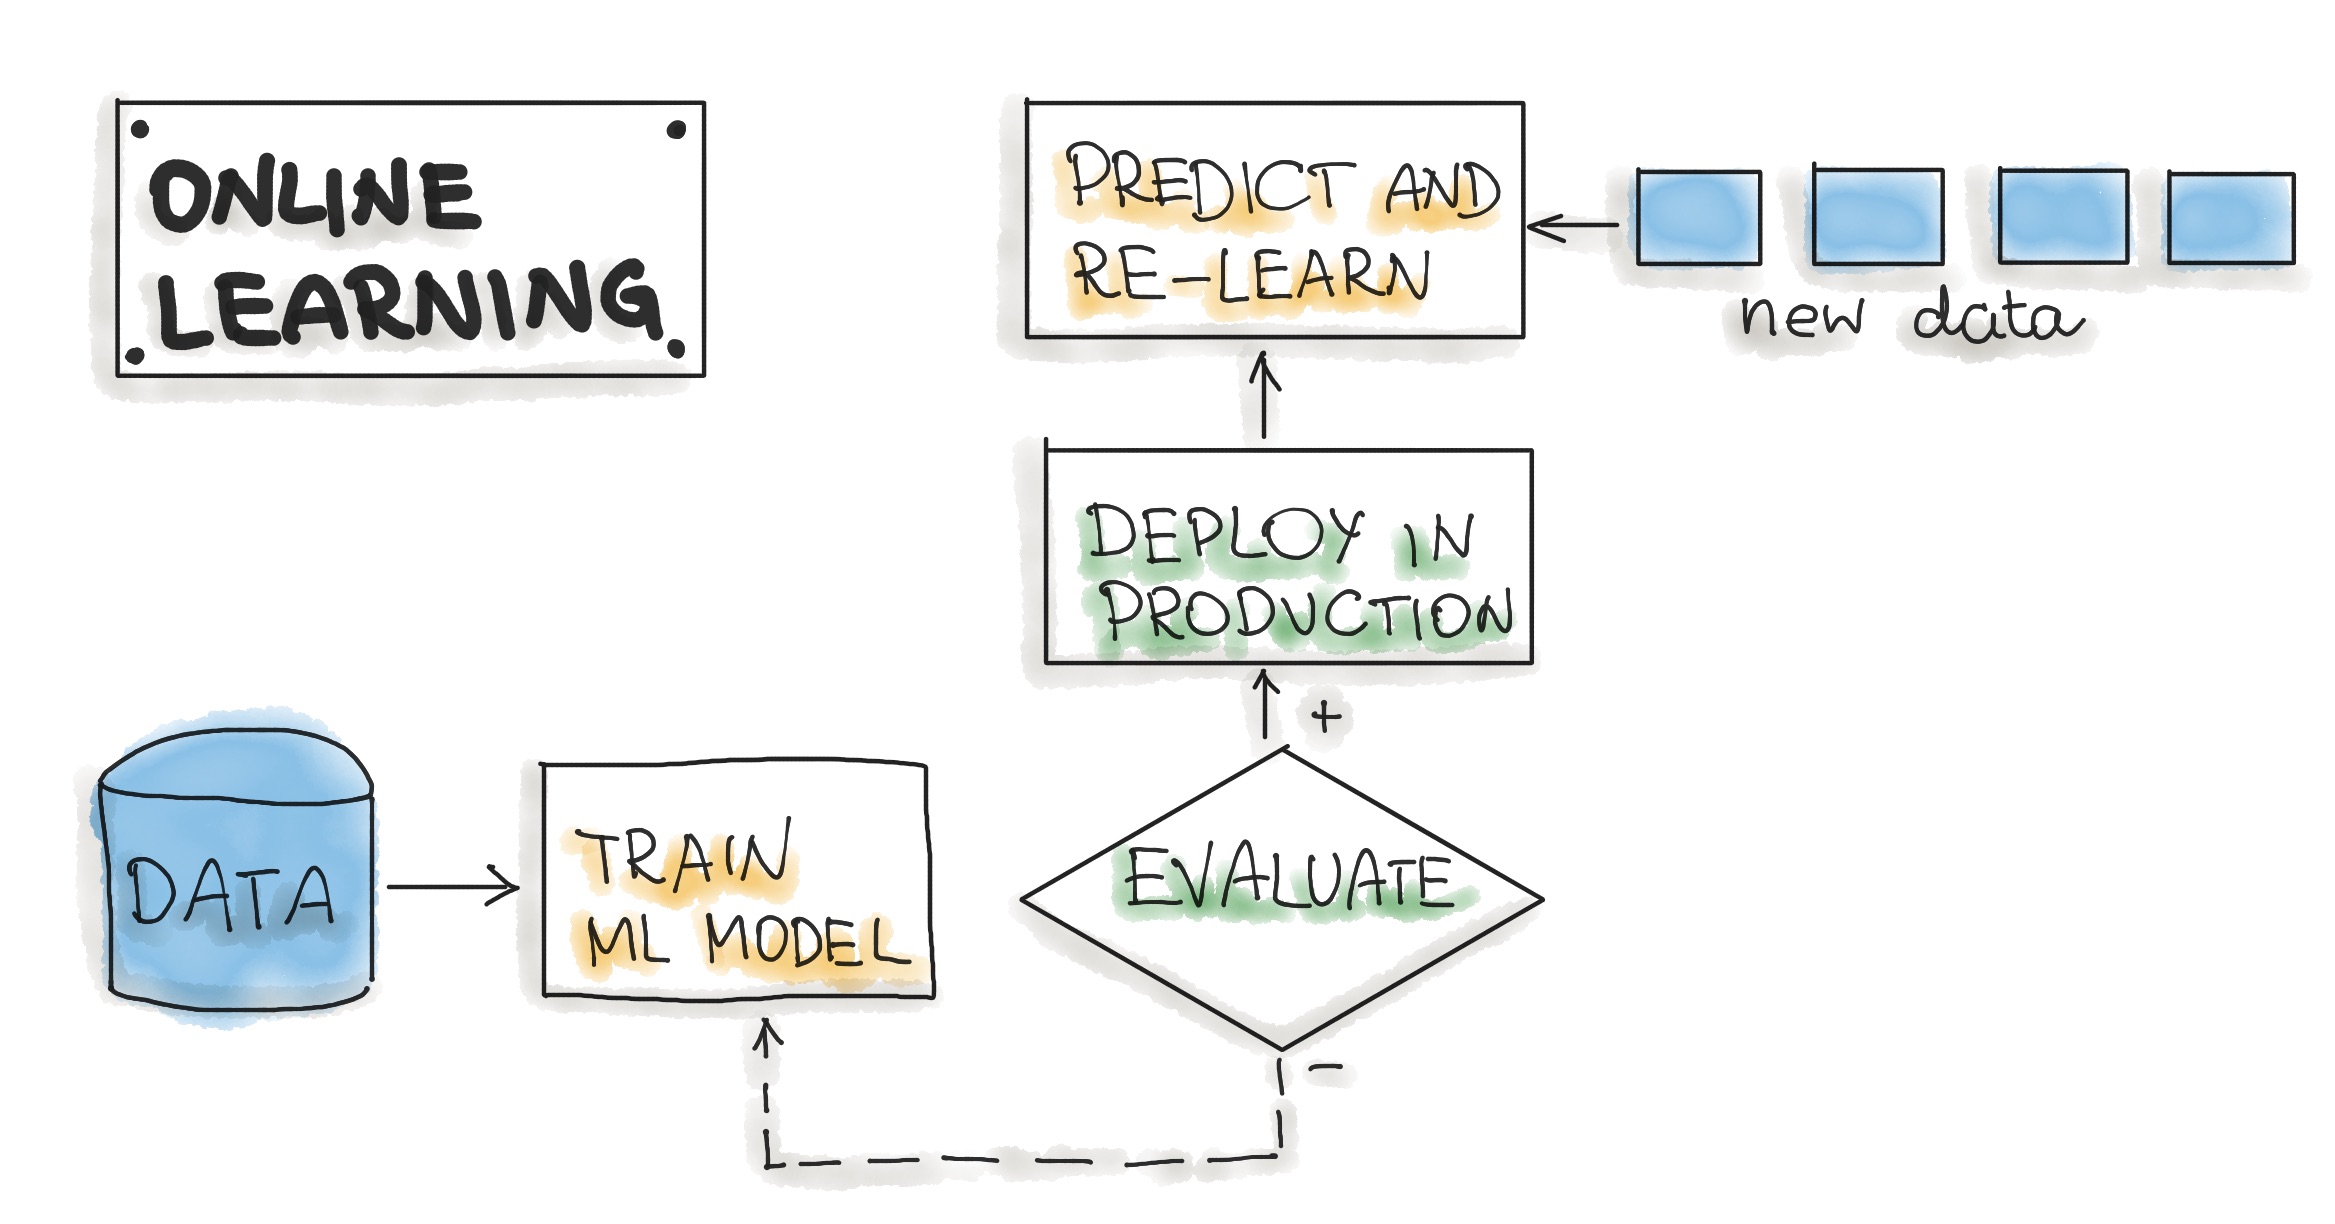 ONLINE
LEARNING
PREDICT AND
RE-LEARN
new data
DEPLOY IN
PRODUCTION
+
DATA
TRAIN
ML MODEL
EVALUATE
-